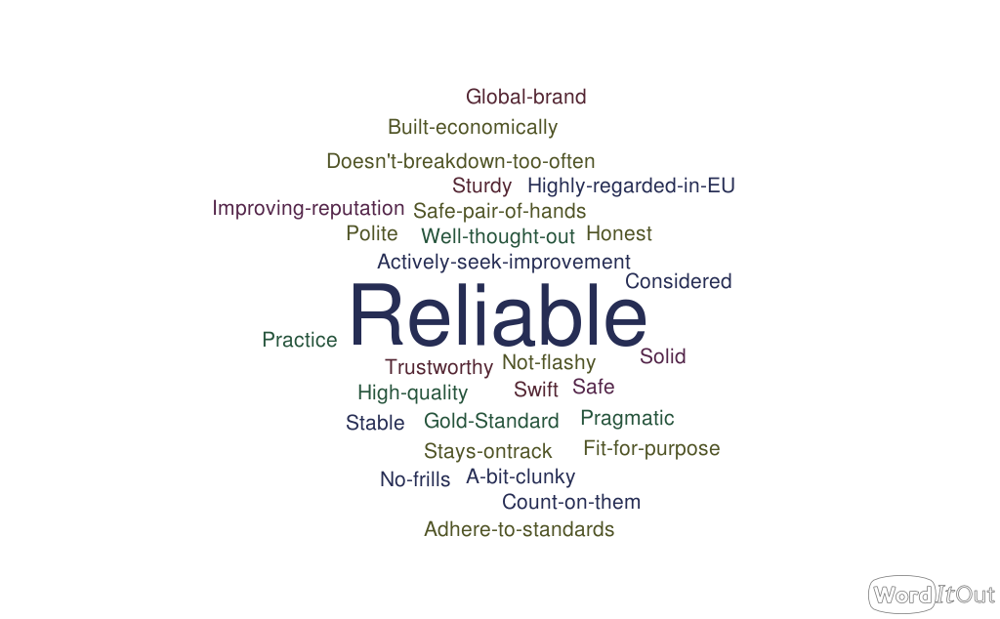 Global-brand
Built-economically
Doesn't-breakdown-too-often
Sturdy Highly-regarded-in-EU
Improving-reputation Safe-pair-of-hands
Polite Well-thought-out Honest
Actively-seek-improvement
Considered
Reliable
Practice
Solid
Trustworthy Not-flashy
High-quality Swift Safe
Stable Gold-Standard Pragmatic
Stays-ontrack Fit-for-purpose
No-frills A-bit-clunky
Count-on-them
Adhere-to-standards
WordItOut